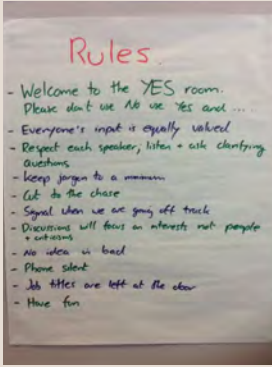 Rules.
- Welcome to the YES room.
Please dont use No use Yes and ....
- Everyone's input is equally valued
- Respect each speaker, listen + ask clarifying
questions
- Keep jargon to a minimum
- Cut to the chase
- Signal when we are going off track
- Discussions will focus on interests not people
+ criticisms
- No idea is bad
- Phone silent
- Job titles are left at the door
- Have fun